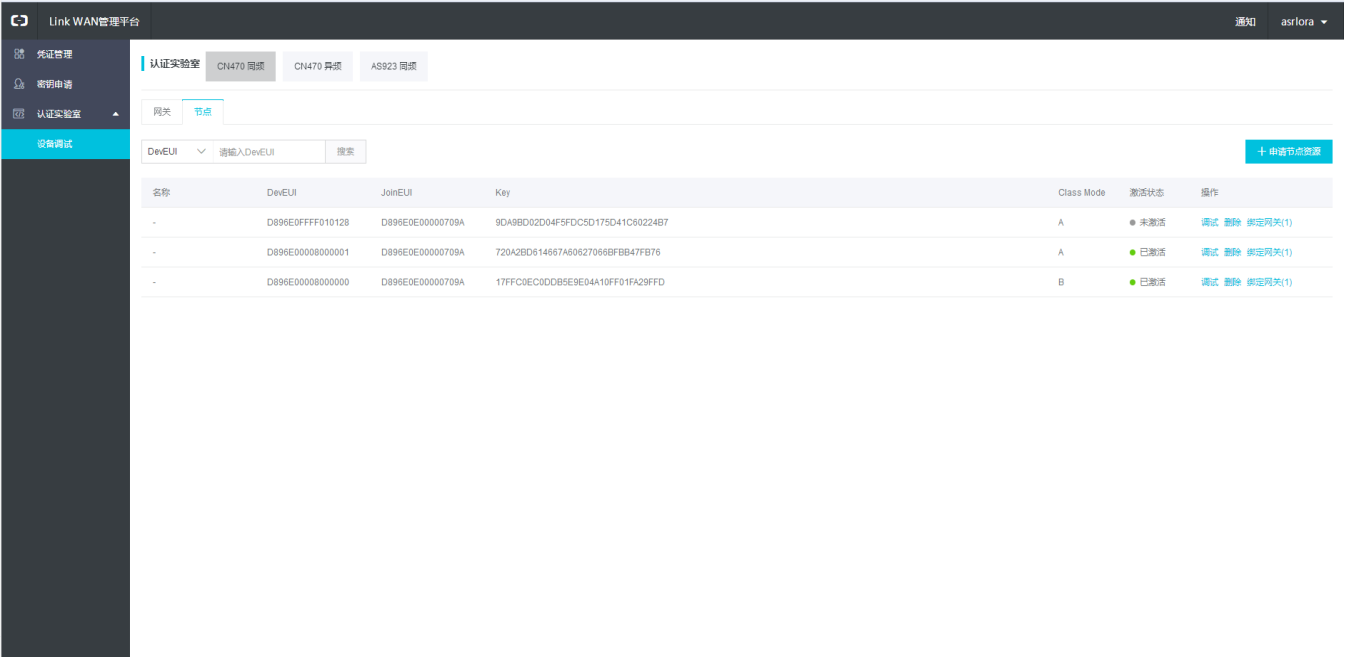 Link WAN管理平台 通知 asrlora
凭证管理
密钥申请
认证实验室
设备调试
认证实验室 CN470 同频 CN470 异频 AS923 同频
网关 节点
DevEUI 请输入DevEUI 搜索 申请节点资源
名称 DevEUI JoinEUI Key Class Mode 激活状态 操作
- D896E0FFFF010128 D896E0E00000709A 9DA9BD02D04F5FDC5D175D41C60224B7 A 未激活 调试 删除 绑定网关(1)
- D896E00008000001 D896E0E00000709A 720A2BD614667A60627066BFBB47FB76 A 已激活 调试 删除 绑定网关(1)
- D896E00008000000 D896E0E00000709A 17FFC0EC0DDB5E9E04A10FF01FA29FFD B 已激活 调试 删除 绑定网关(1)